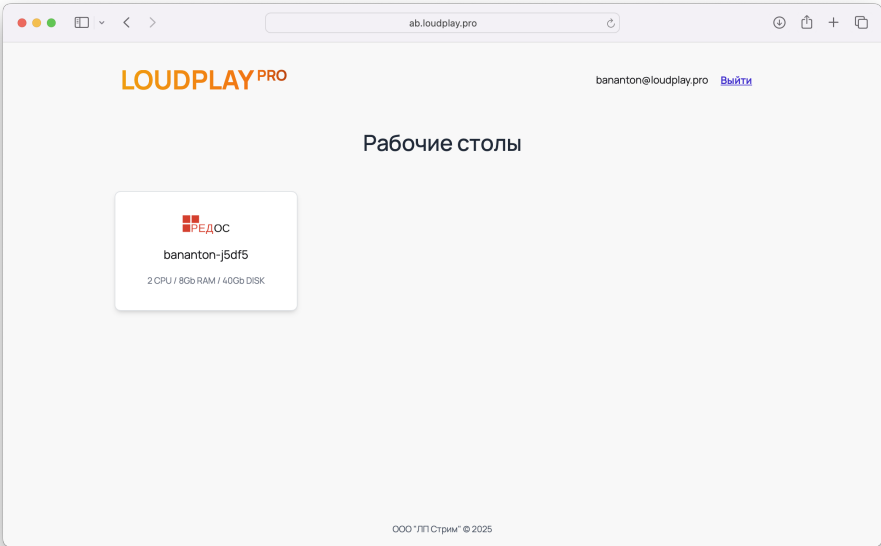 ab.loudplay.pro
LOUDPLAY PRO
bananton@loudplay.pro Выйти
Рабочие столы
РЕДОС
bananton-j5df5
2 CPU / 8Gb RAM / 40Gb DISK
ООО "ЛП Стрим" © 2025